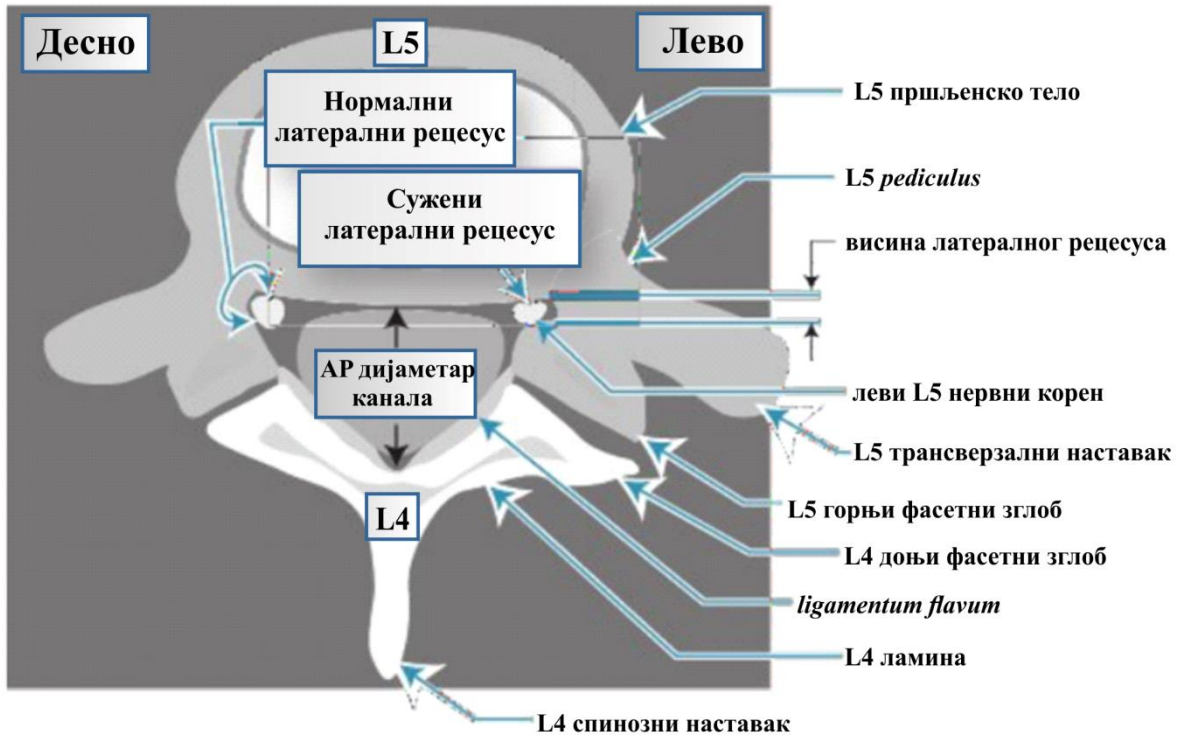 Десно
L5
Лево
Нормални
латерални рецесус
L5 пршљенско тело
L5 pediculus
Сужени
латерални рецесус
висина латералног рецесуса
АР дијаметар
канала
леви L5 нервни корен
L5 трансверзални наставак
L5 горњи фасетни зглоб
L4
L4 доњи фасетни зглоб
ligamentum flavum
L4 ламина
L4 спинозни наставак